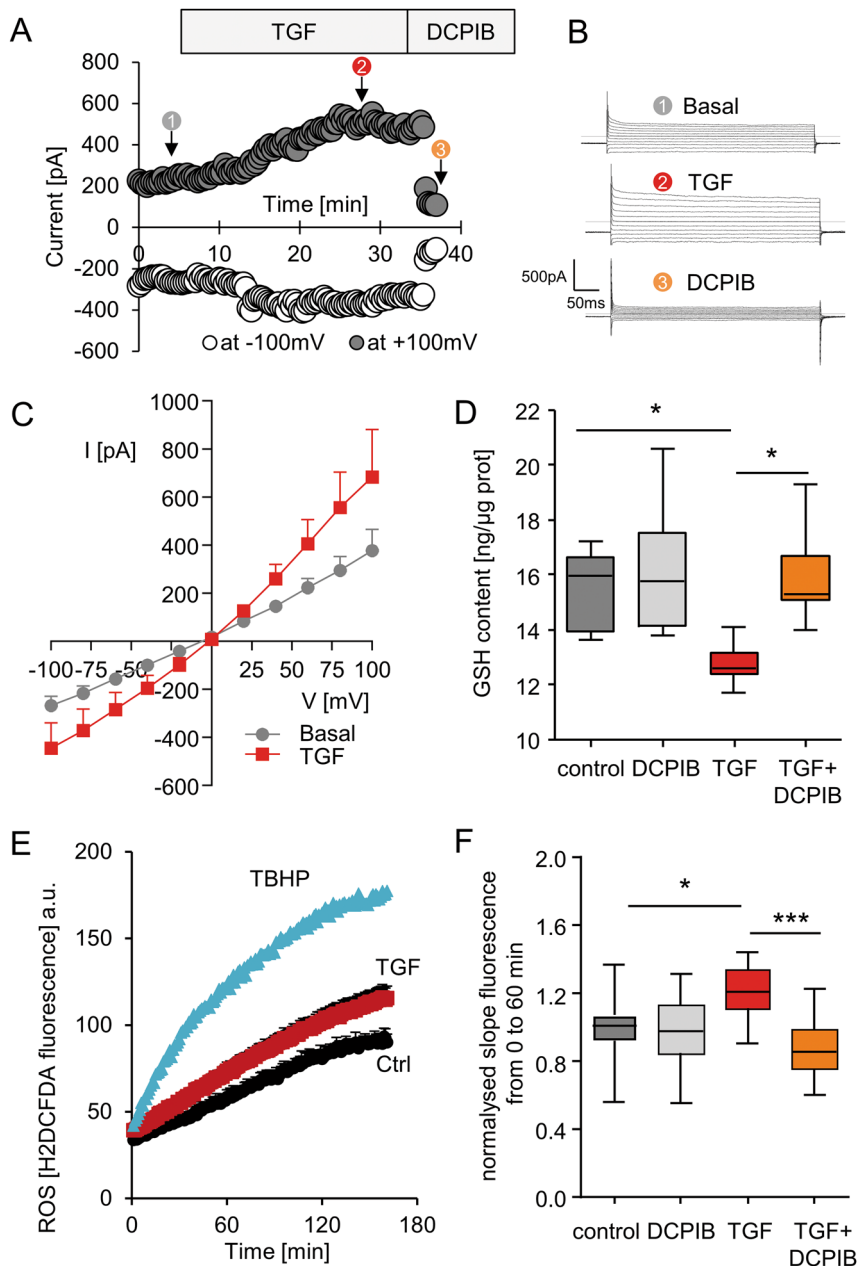 A
TGF DCPIB
800
600
400
200
0
-200
-400
-600
Current [pA]
1
2
3
Time [min]
0 10 20 30 40
at -100mV at +100mV
B
1 Basal
2 TGF
3 DCPIB
500pA
50ms
C
I [pA]
1000
800
600
400
200
-200
-400
-600
-100 -75 -50 25 50 75 100
V [mV]
Basal
TGF
D
GSH content [ng/µg prot)
22
20
18
16
14
12
10
control DCPIB TGF TGF+
DCPIB
*
*
E
ROS [H2DCFDA fluorescence] a.u.
200
150
100
50
0
TBHP
TGF
Ctrl
0 60 120 180
Time [min]
F
normalysed slope fluorescence
from 0 to 60 min
2.0
1.6
1.2
0.8
0.4
0.0
*
***
control DCPIB TGF TGF+
DCPIB